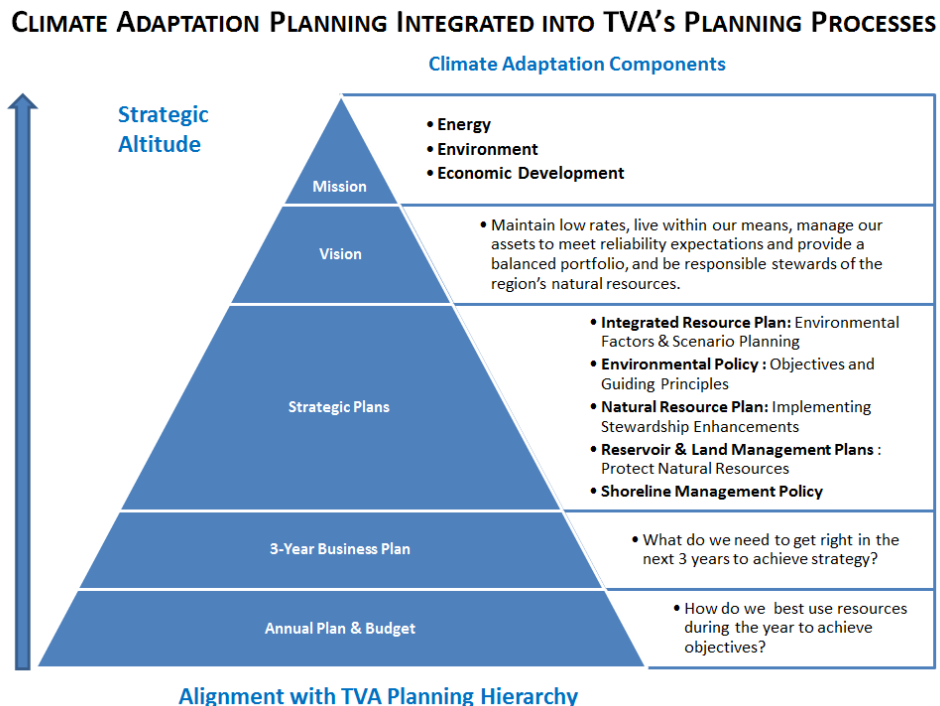 CLIMATE ADAPTATION PLANNING INTEGRATED INTO TVA'S PLANNING PROCESSES
Climate Adaptation Components
Strategic
Altitude
Mission
• Energy
• Environment
• Economic Development
Vision
• Maintain low rates, live within our means, manage our
assets to meet reliability expectations and provide a
balanced portfolio, and be responsible stewards of the
region's natural resources.
Strategic Plans
• Integrated Resource Plan: Environmental
Factors & Scenario Planning
• Environmental Policy : Objectives and
Guiding Principles
• Natural Resource Plan: Implementing
Stewardship Enhancements
• Reservoir & Land Management Plans :
Protect Natural Resources
• Shoreline Management Policy
3-Year Business Plan
• What do we need to get right in the
next 3 years to achieve strategy?
Annual Plan & Budget
• How do we best use resources
during the year to achieve
objectives?
Alignment with TVA Planning Hierarchy